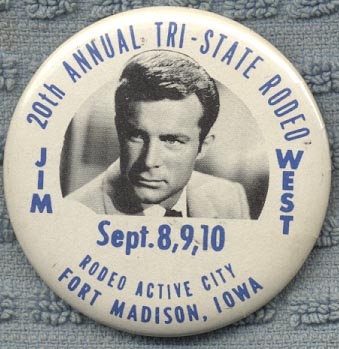 20th ANNUAL TRI-STATE RODEO
JIM
WEST
Sept. 8,9,10
RODEO ACTIVE CITY
FORT MADISON, IOWA